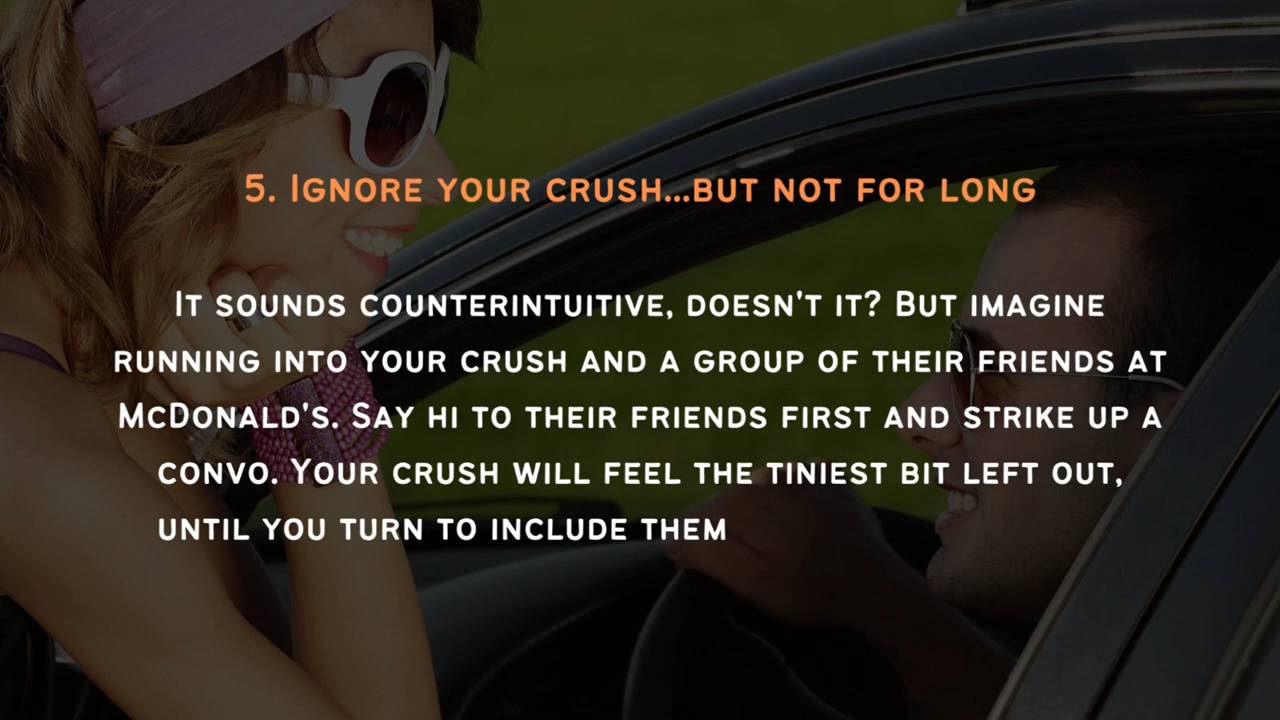 5. Ignore your crush...but not for long
It sounds counterintuitive, doesn't it? But imagine
running into your crush and a group of their friends at
McDonald's. Say hi to their friends first and strike up a
convo. Your crush will feel the tiniest bit left out,
until you turn to include them